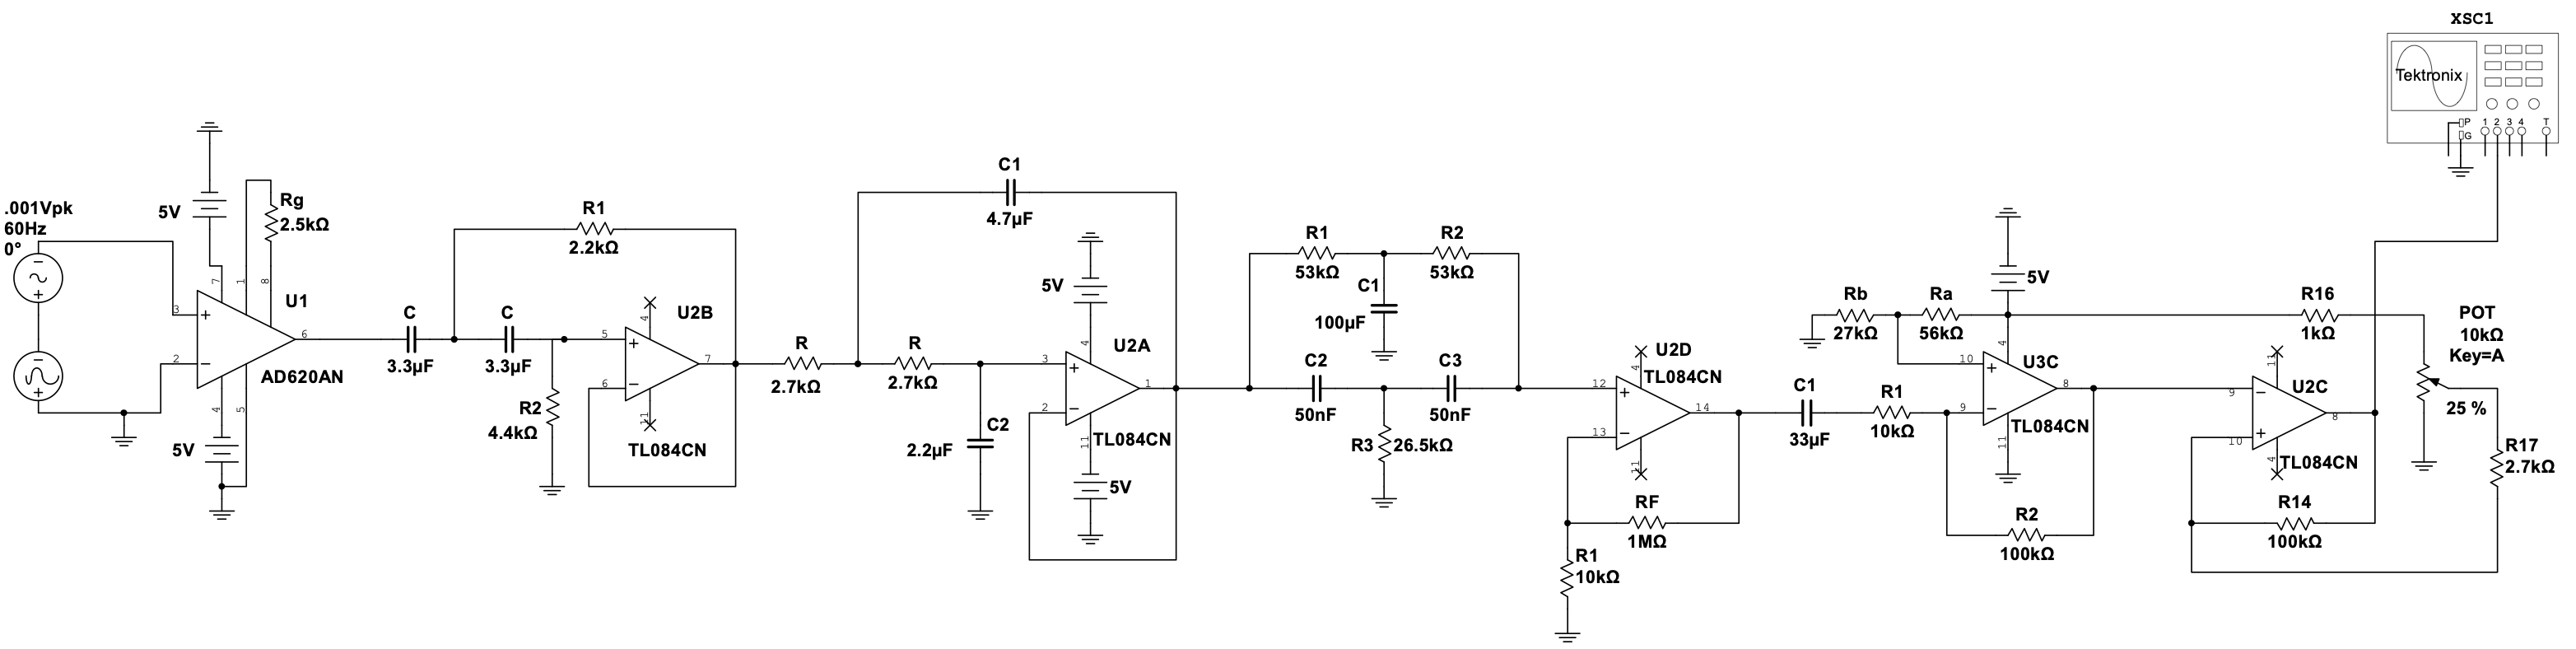 XSC1
Tektronix
P
G
1 2 3 4 T
.001Vpk
60Hz
0°
5V
Rg
2.5kΩ
7
1
8
3
2
6
4
5
U1
AD620AN
5V
C
3.3µF
C
3.3µF
R1
2.2kΩ
R2
4.4kΩ
5
6
7
4
11
U2B
TL084CN
R
2.7kΩ
R
2.7kΩ
C1
4.7µF
C2
2.2µF
5V
3
2
1
4
11
U2A
TL084CN
5V
R1
53kΩ
R2
53kΩ
C1
100µF
C2
50nF
C3
50nF
R3
26.5kΩ
12
13
14
4
11
U2D
TL084CN
RF
1MΩ
R1
10kΩ
C1
33µF
R1
10kΩ
Rb
27kΩ
Ra
56kΩ
5V
10
9
8
4
11
U3C
TL084CN
R2
100kΩ
9
10
8
11
4
U2C
TL084CN
R14
100kΩ
R16
1kΩ
POT
10kΩ
Key=A
25 %
R17
2.7kΩ